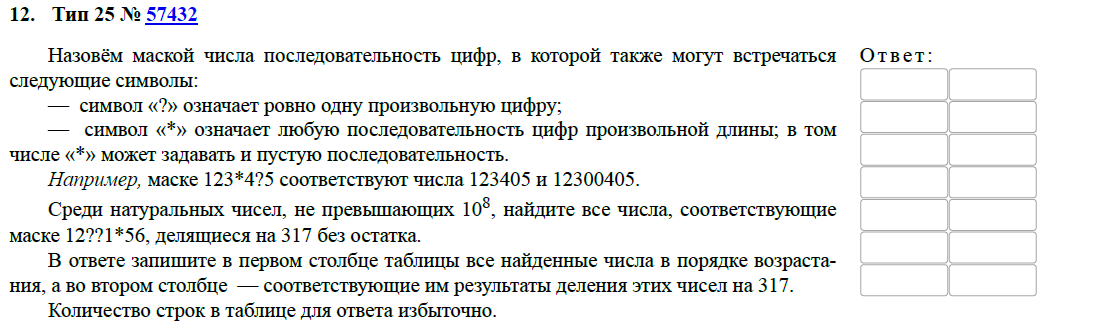 12. Тип 25 № 57432
Назовём маской числа последовательность цифр, в которой также могут встречаться
следующие символы:
— символ «?» означает ровно одну произвольную цифру;
— символ «*» означает любую последовательность цифр произвольной длины; в том
числе «*» может задавать и пустую последовательность.
Например, маске 123*4?5 соответствуют числа 123405 и 12300405.
Среди натуральных чисел, не превышающих 10⁸, найдите все числа, соответствующие
маске 12??1*56, делящиеся на 317 без остатка.
В ответе запишите в первом столбце таблицы все найденные числа в порядке возраста-
ния, а во втором столбце — соответствующие им результаты деления этих чисел на 317.
Количество строк в таблице для ответа избыточно.
Ответ: